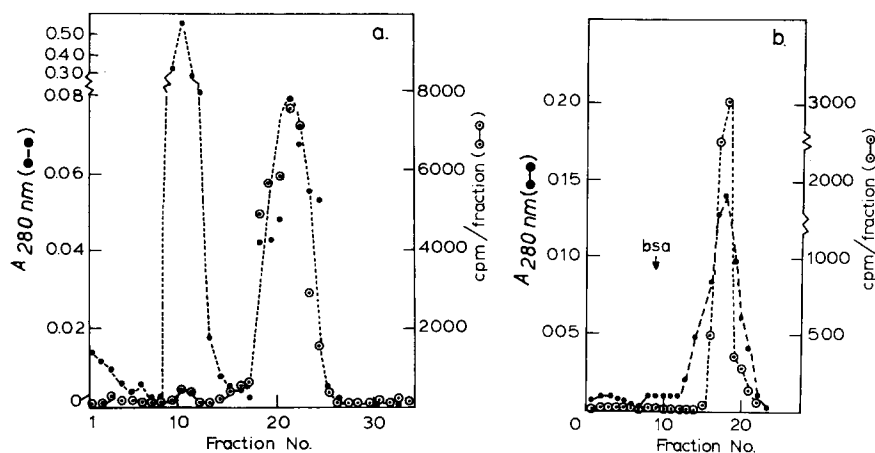 a.
0.50
0.40
0.30
0.08
0.06
0.04
0.02
0
A 280 nm (●--●)
8000
6000
4000
2000
cpm/fraction (⊙-⊙)
1 10 20 30
Fraction No.
b.
0.20
0.15
0.10
0.05
0
A 280 nm (●--●)
bsa
3000
2000
1000
500
cpm/fraction (⊙-⊙)
0 10 20
Fraction No.